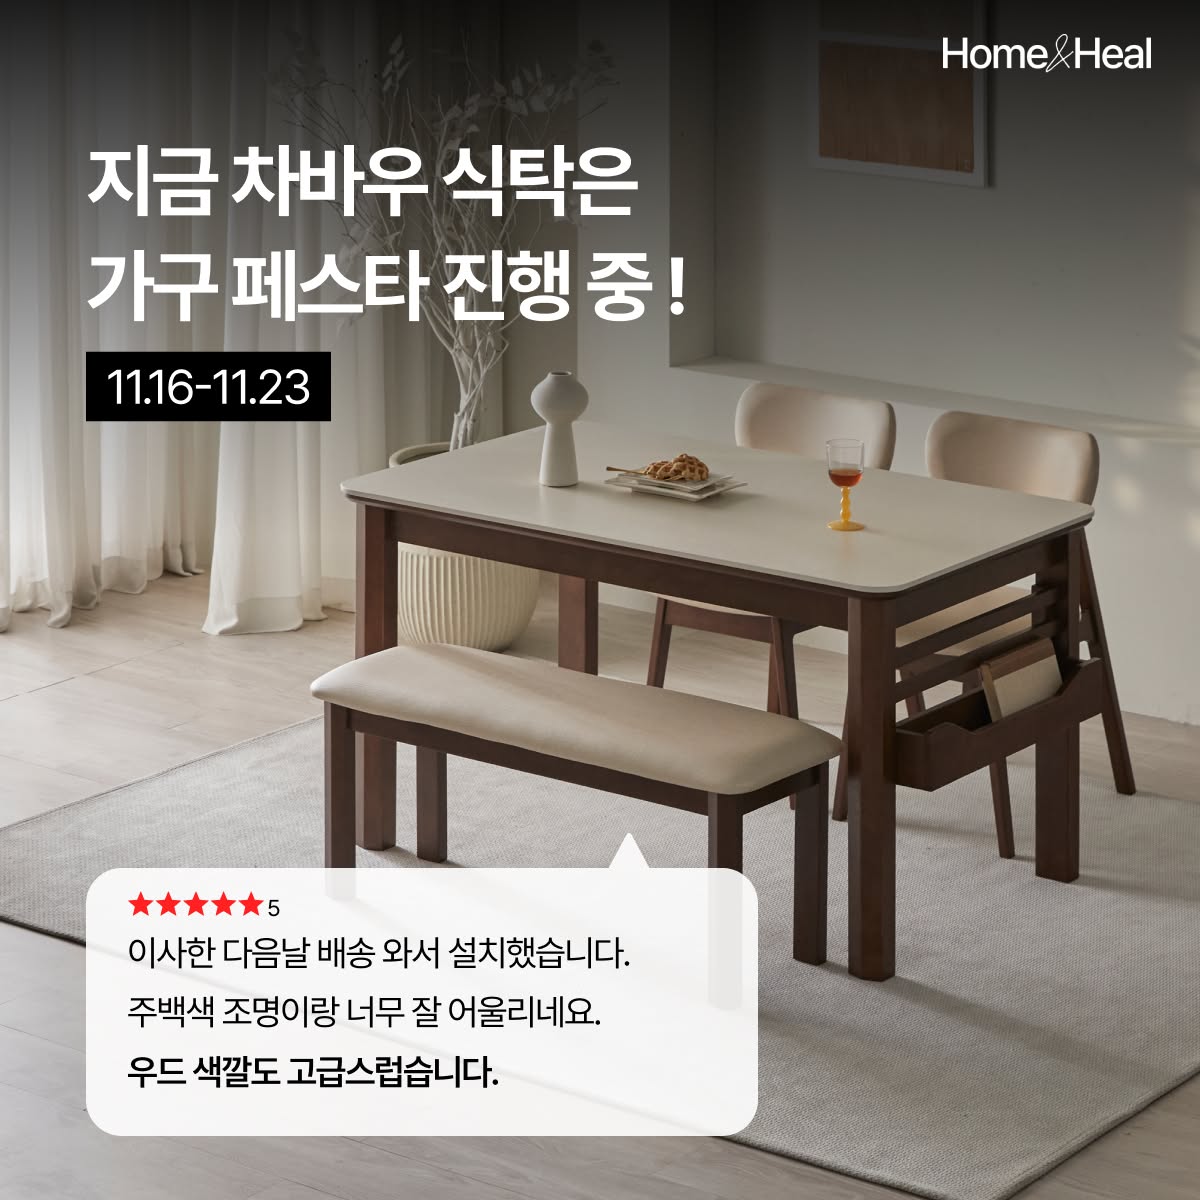 Home&Heal
지금 차바우 식탁은
가구 페스타 진행 중 !
11.16-11.23
★★★★★5
이사한 다음날 배송 와서 설치했습니다.
주백색 조명이랑 너무 잘 어울리네요.
우드 색깔도 고급스럽습니다.